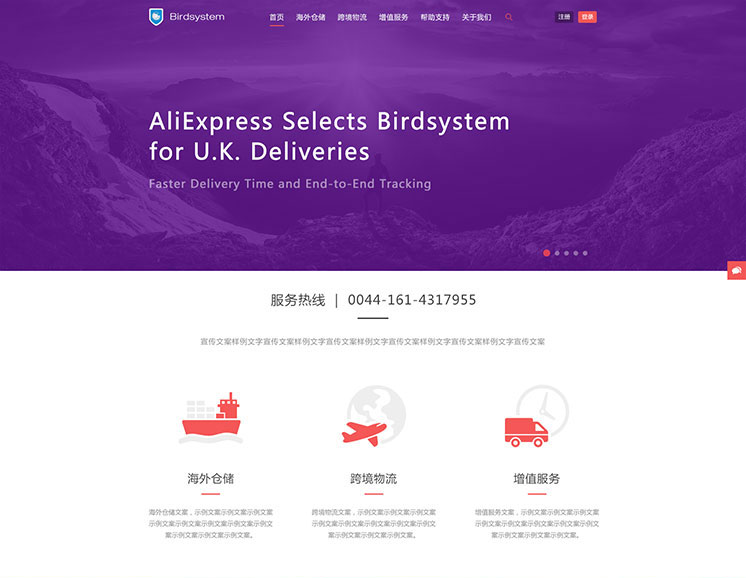 Birdsystem
首页 海外仓储 跨境物流 增值服务 帮助支持 关于我们
注册 登录
AliExpress Selects Birdsystem
for U.K. Deliveries
Faster Delivery Time and End-to-End Tracking
服务热线 | 0044-161-4317955
宣传文案样例文字宣传文案样例文字宣传文案样例文字宣传文案样例文字宣传文案样例文字宣传文案
海外仓储
海外仓储文案，示例文案示例文案示例文
案示例文案示例文案示例文案示例文案示例文
案示例文案示例文案示例文案。
跨境物流
跨境物流文案，示例文案示例文案示例文案
示例文案示例文案示例文案示例文案示例文
案示例文案示例文案示例文案。
增值服务
增值服务文案，示例文案示例文案示例文案
示例文案示例文案示例文案示例文案示例文
案示例文案示例文案示例文案。